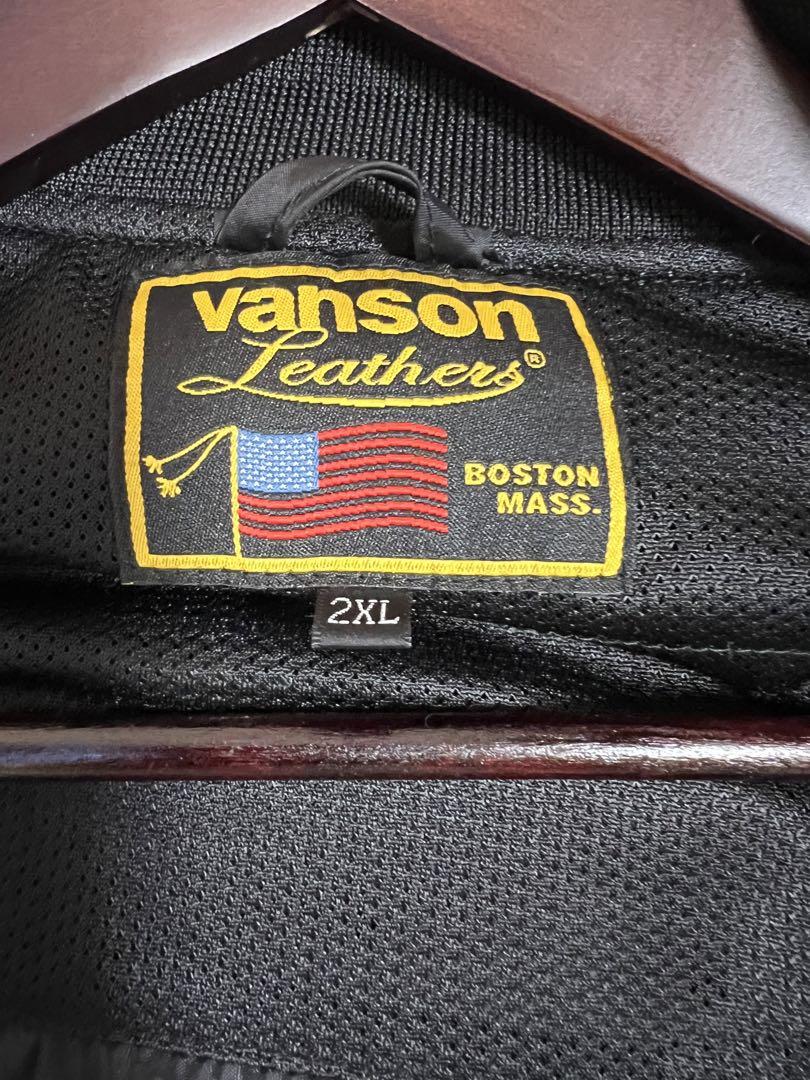 vanson
Leathers®
BOSTON
MASS.
2XL